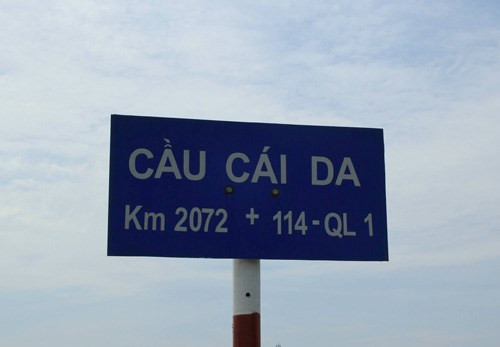 CẦU CÁI DA
Km 2072 + 114 - QL 1